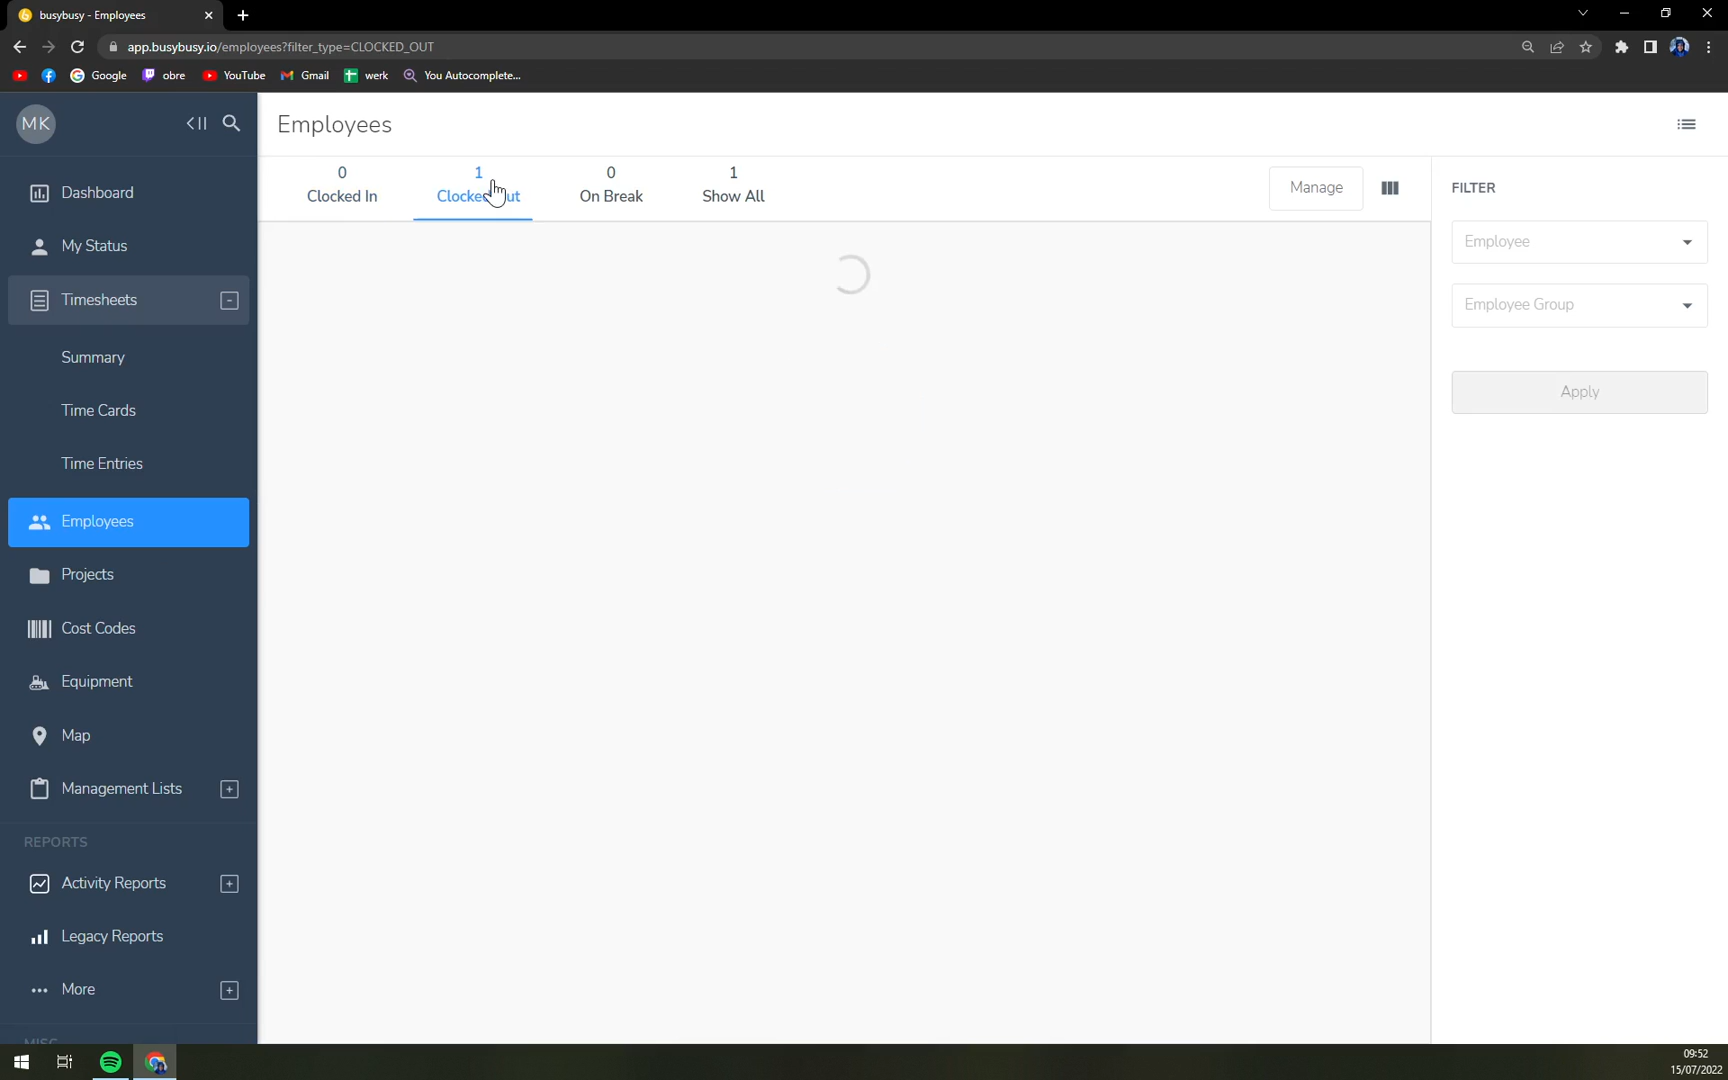 busybusy - Employees
app.busybusy.io/employees?filter_type=CLOCKED_OUT
Google
obre
YouTube
Gmail
werk
You Autocomplete...
MK
Employees
Dashboard
My Status
Timesheets
Summary
Time Cards
Time Entries
Employees
Projects
Cost Codes
Equipment
Map
Management Lists
REPORTS
Activity Reports
Legacy Reports
More
0
Clocked In
1
Clocked Out
0
On Break
1
Show All
Manage
FILTER
Employee
Employee Group
Apply
09:52
15/07/2022